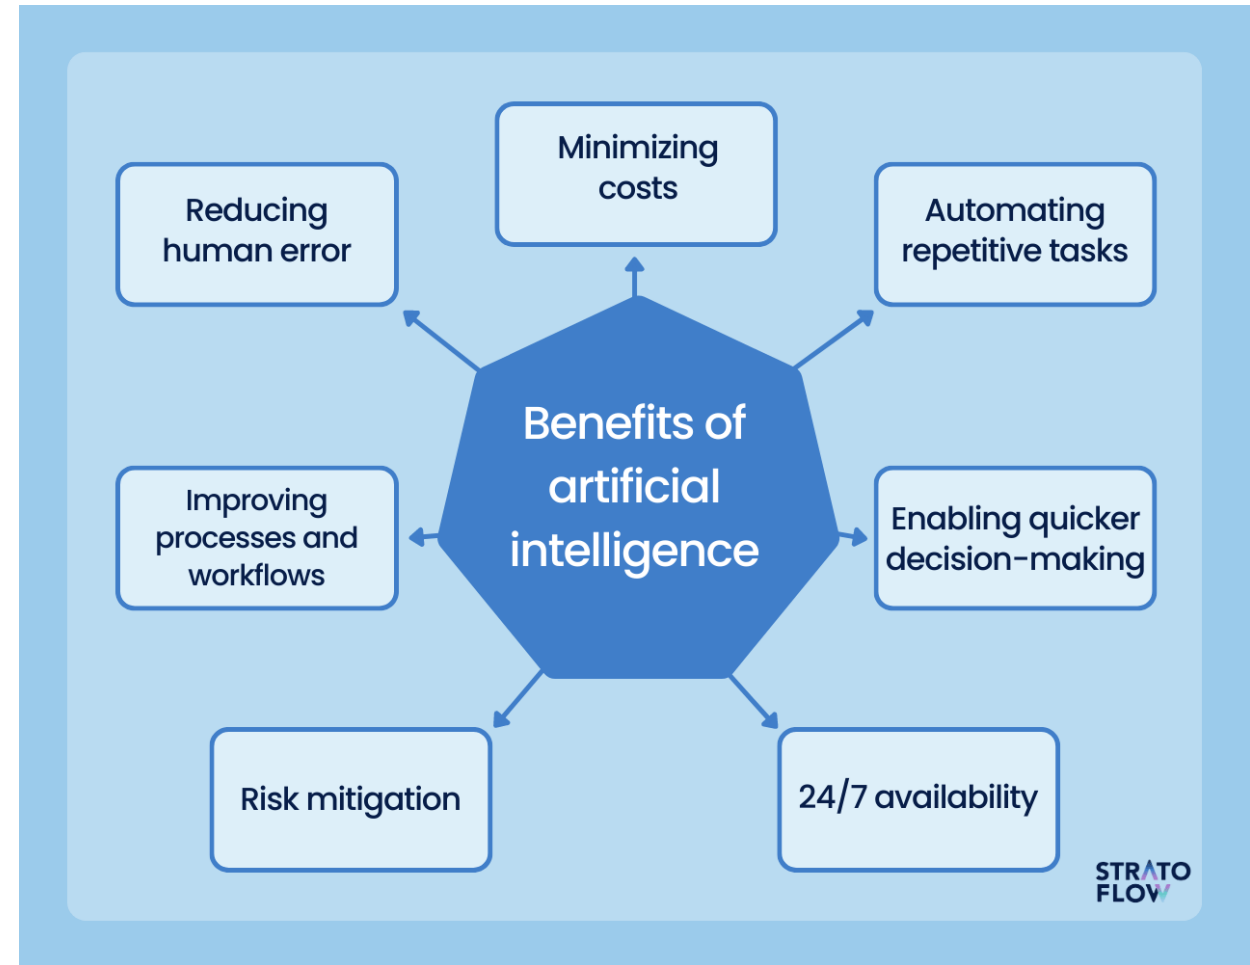 Minimizing
costs
Reducing
human error
Automating
repetitive tasks
Benefits of
artificial
intelligence
Improving
processes and
workflows
Enabling quicker
decision-making
Risk mitigation
24/7 availability
STRATO
FLOW